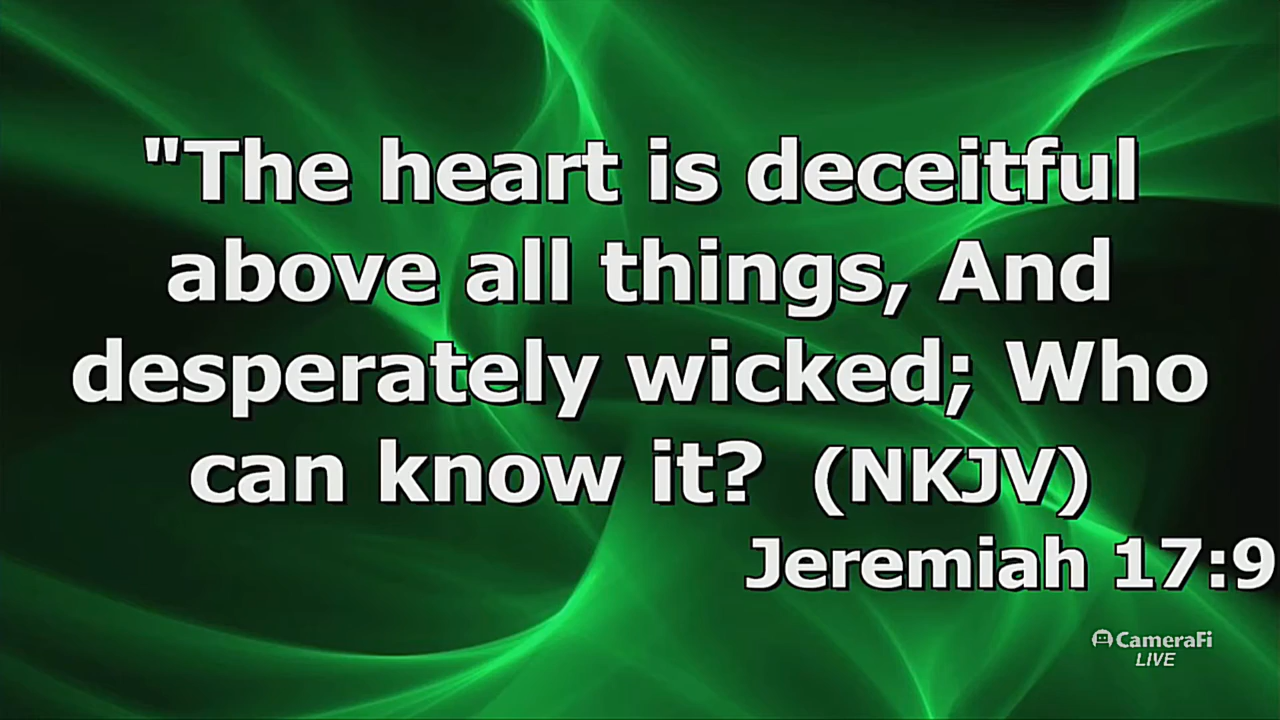 "The heart is deceitful
above all things, And
desperately wicked; Who
can know it?  (NKJV)
Jeremiah 17:9
CameraFi
LIVE